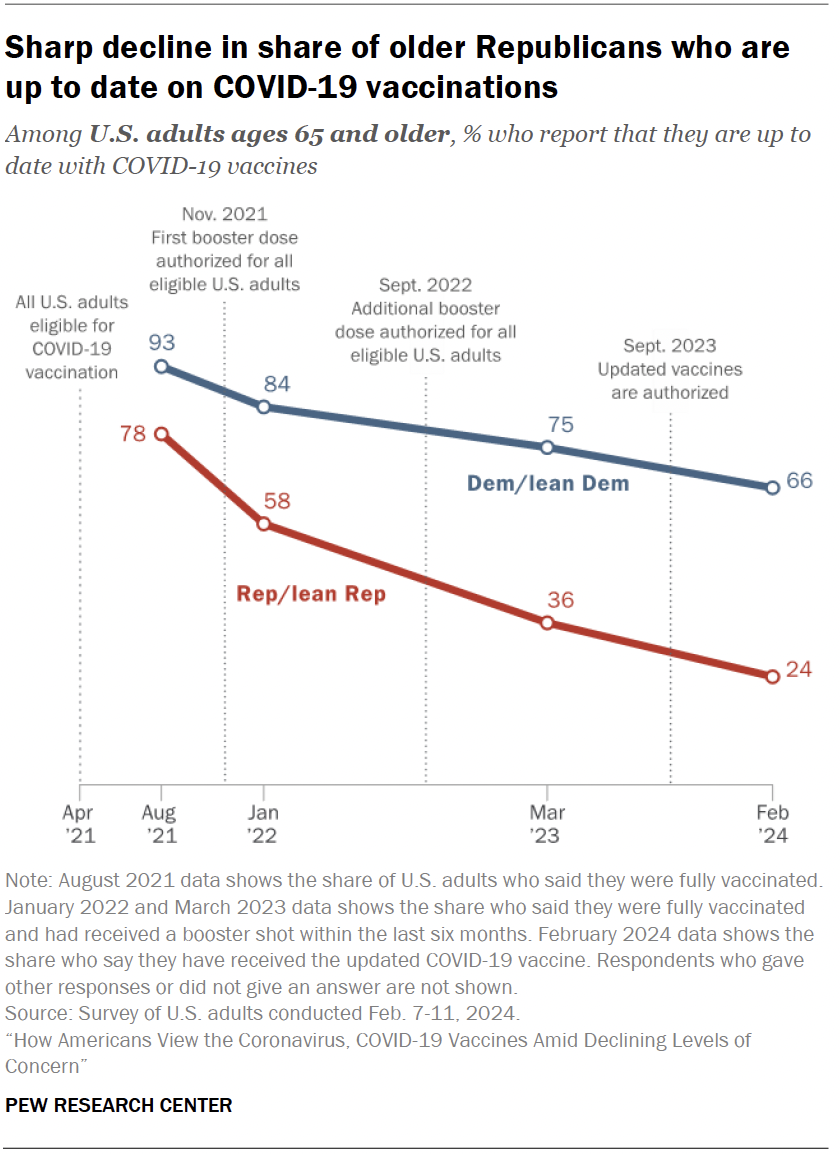 Sharp decline in share of older Republicans who are
up to date on COVID-19 vaccinations
Among U.S. adults ages 65 and older, % who report that they are up to
date with COVID-19 vaccines
Nov. 2021
First booster dose
authorized for all
eligible U.S. adults
Sept. 2022
Additional booster
dose authorized for all
eligible U.S. adults
All U.S. adults
eligible for
COVID-19
vaccination
Sept. 2023
Updated vaccines
are authorized
93
84
75
66
Dem/lean Dem
78
58
36
24
Rep/lean Rep
Apr
’21
Aug
’21
Jan
’22
Mar
’23
Feb
’24
Note: August 2021 data shows the share of U.S. adults who said they were fully vaccinated.
January 2022 and March 2023 data shows the share who said they were fully vaccinated
and had received a booster shot within the last six months. February 2024 data shows the
share who say they have received the updated COVID-19 vaccine. Respondents who gave
other responses or did not give an answer are not shown.
Source: Survey of U.S. adults conducted Feb. 7-11, 2024.
“How Americans View the Coronavirus, COVID-19 Vaccines Amid Declining Levels of
Concern”
PEW RESEARCH CENTER